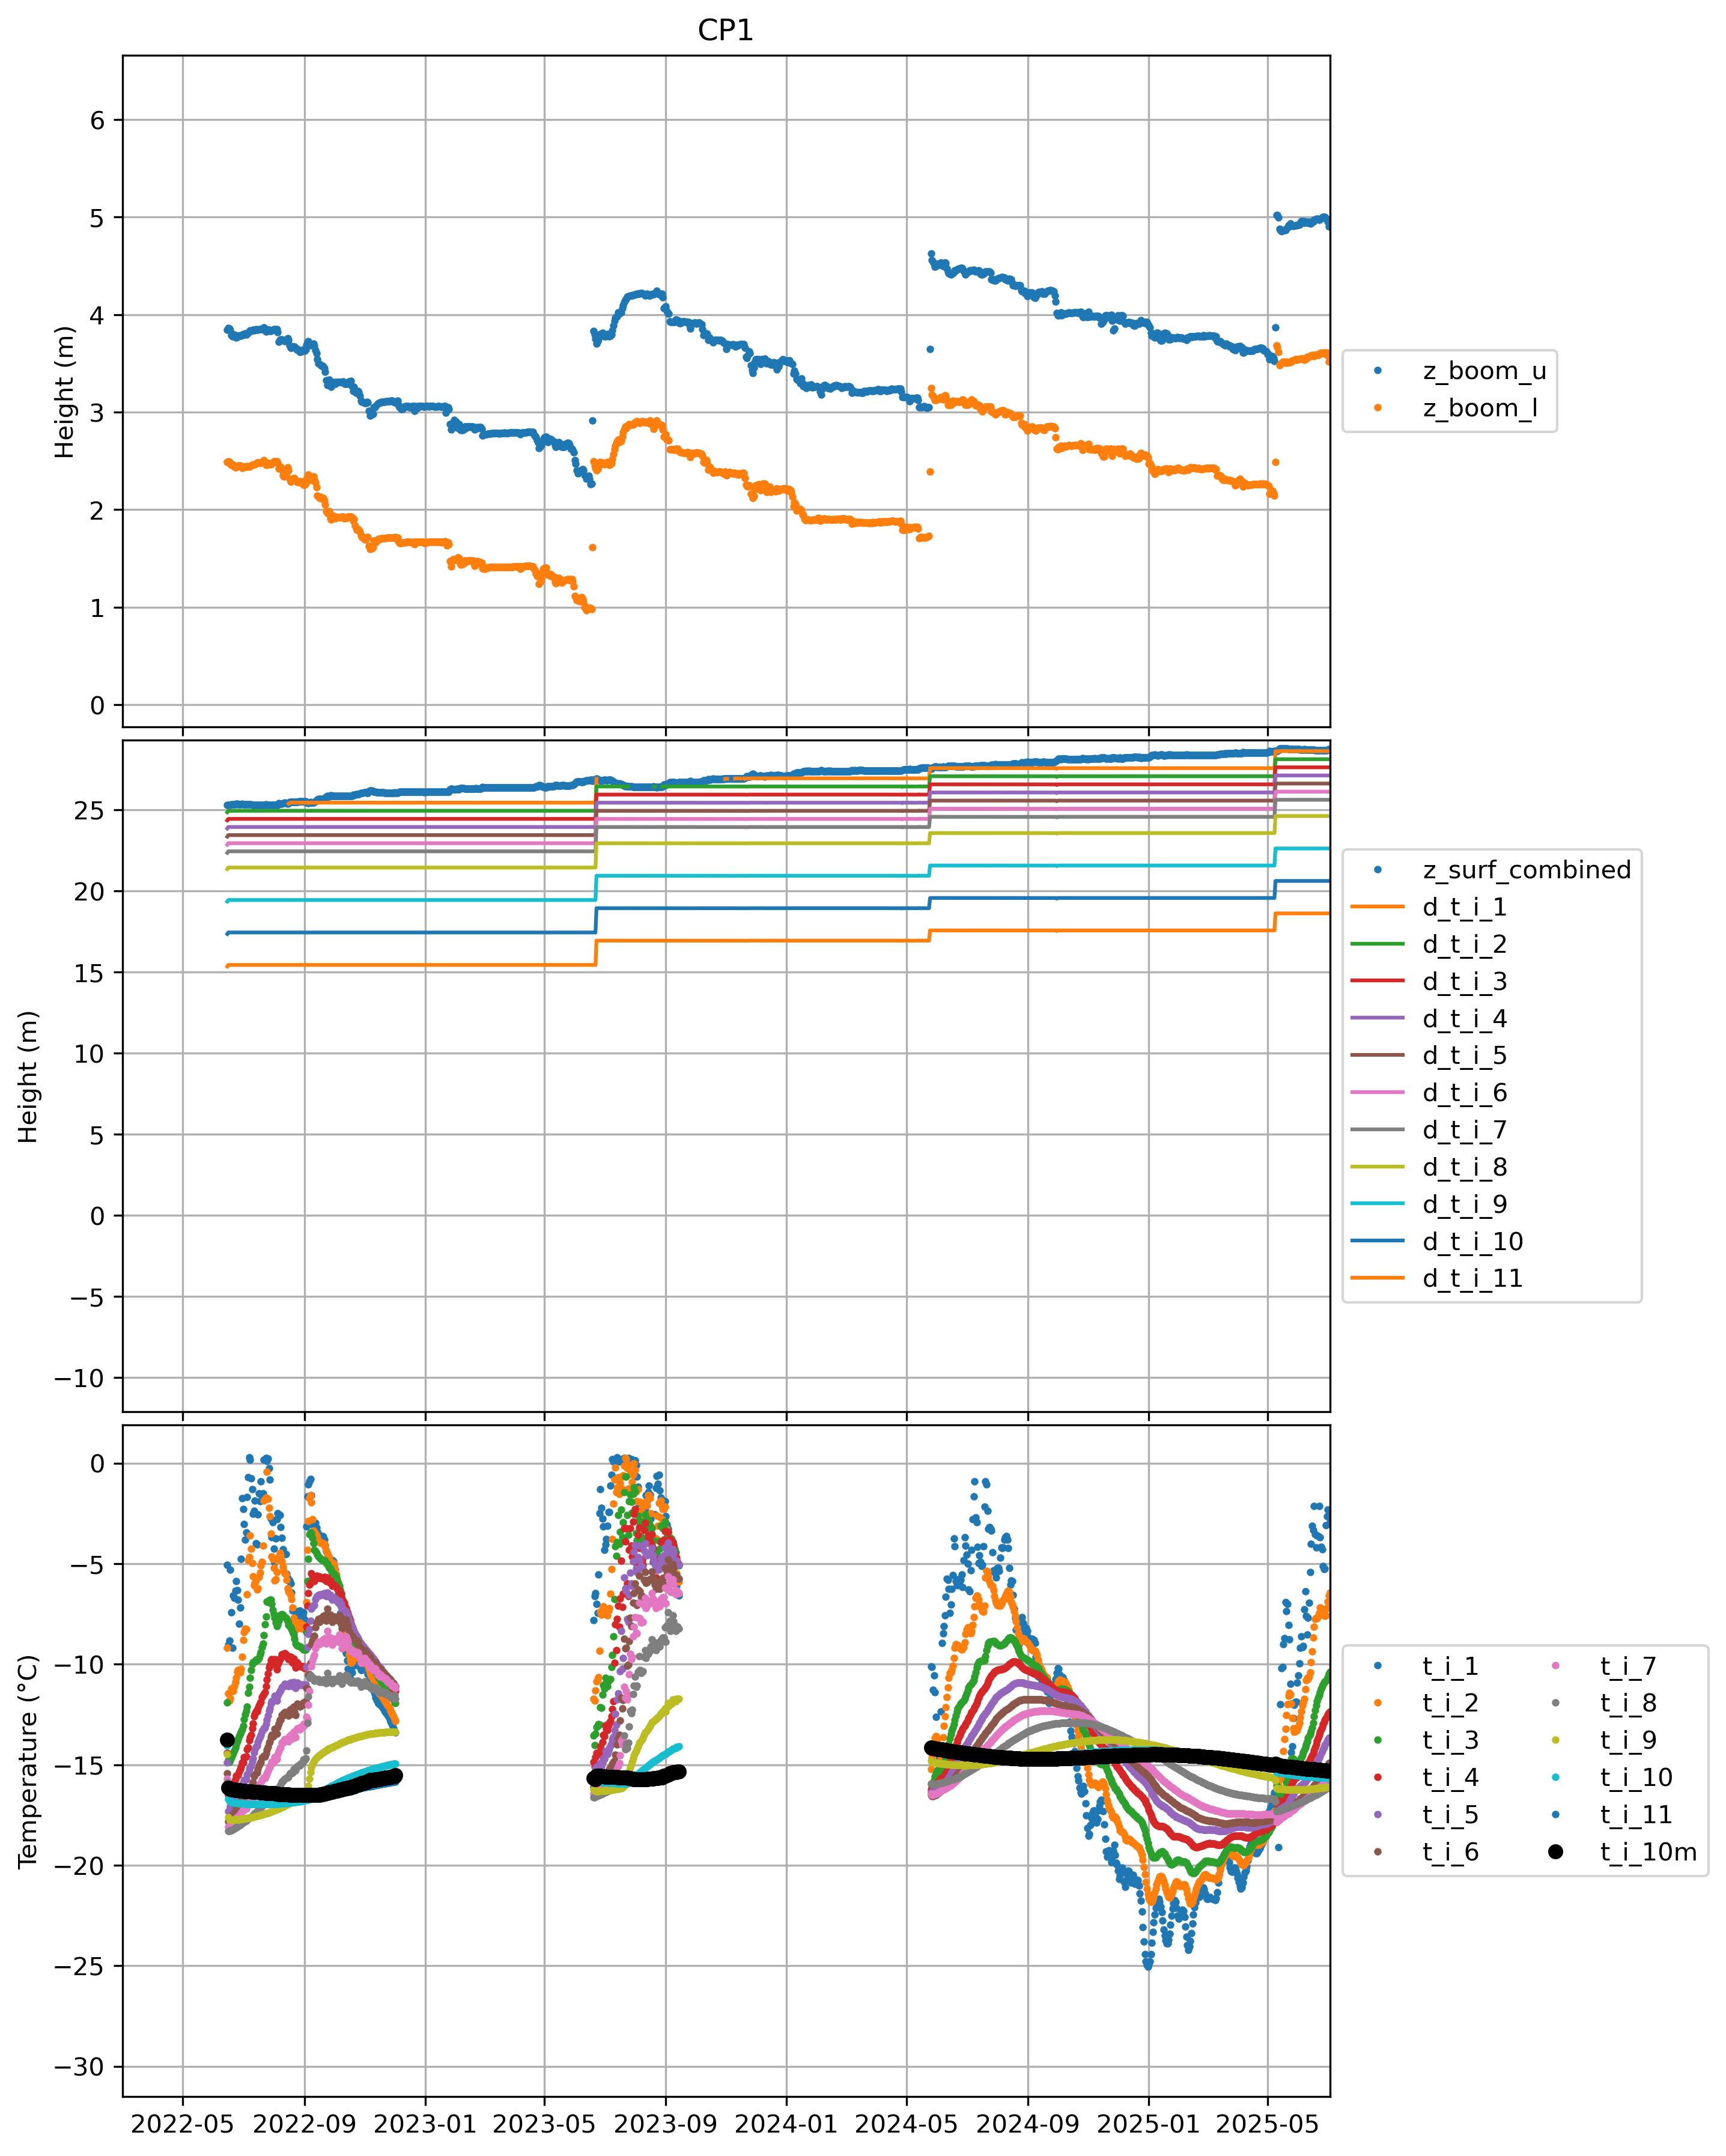 CP1
6
5
4
3
2
1
0
Height (m)
z_boom_u
z_boom_l
25
20
15
10
5
0
−5
−10
Height (m)
z_surf_combined
d_t_i_1
d_t_i_2
d_t_i_3
d_t_i_4
d_t_i_5
d_t_i_6
d_t_i_7
d_t_i_8
d_t_i_9
d_t_i_10
d_t_i_11
0
−5
−10
−15
−20
−25
−30
Temperature (°C)
t_i_1
t_i_2
t_i_3
t_i_4
t_i_5
t_i_6
t_i_7
t_i_8
t_i_9
t_i_10
t_i_11
t_i_10m
2022-05 2022-09 2023-01 2023-05 2023-09 2024-01 2024-05 2024-09 2025-01 2025-05